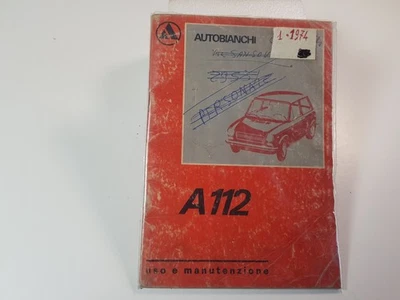 AUTOBIANCHI
1-1974
PERSONALE
A112
uso e manutenzione